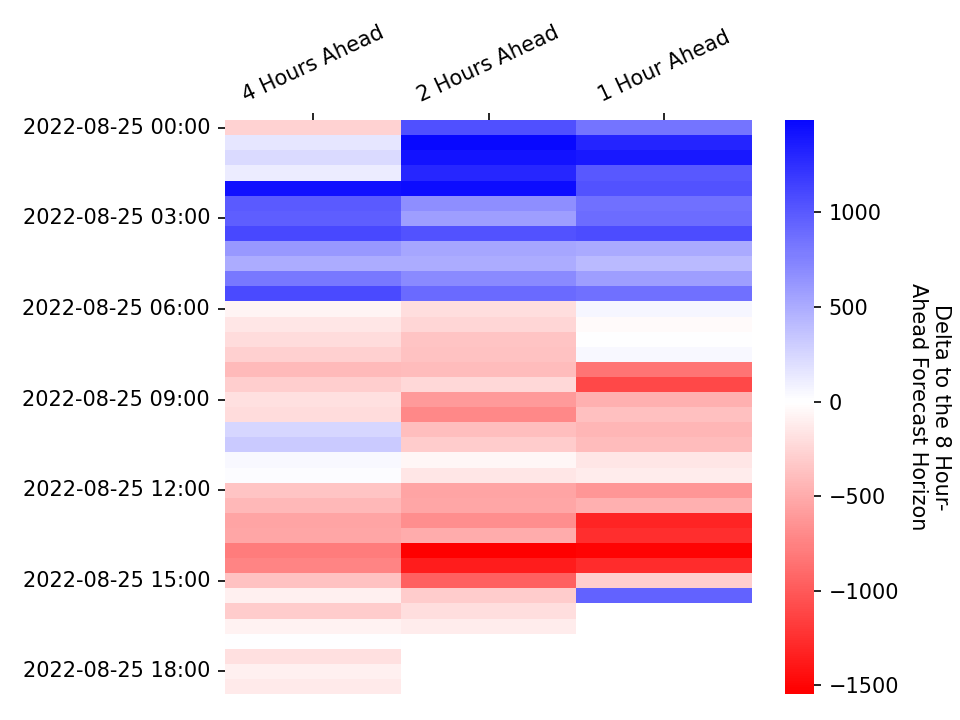 4 Hours Ahead
2 Hours Ahead
1 Hour Ahead
2022-08-25 00:00
2022-08-25 03:00
2022-08-25 06:00
2022-08-25 09:00
2022-08-25 12:00
2022-08-25 15:00
2022-08-25 18:00
1000
500
0
−500
−1000
−1500
Delta to the 8 Hour-
Ahead Forecast Horizon